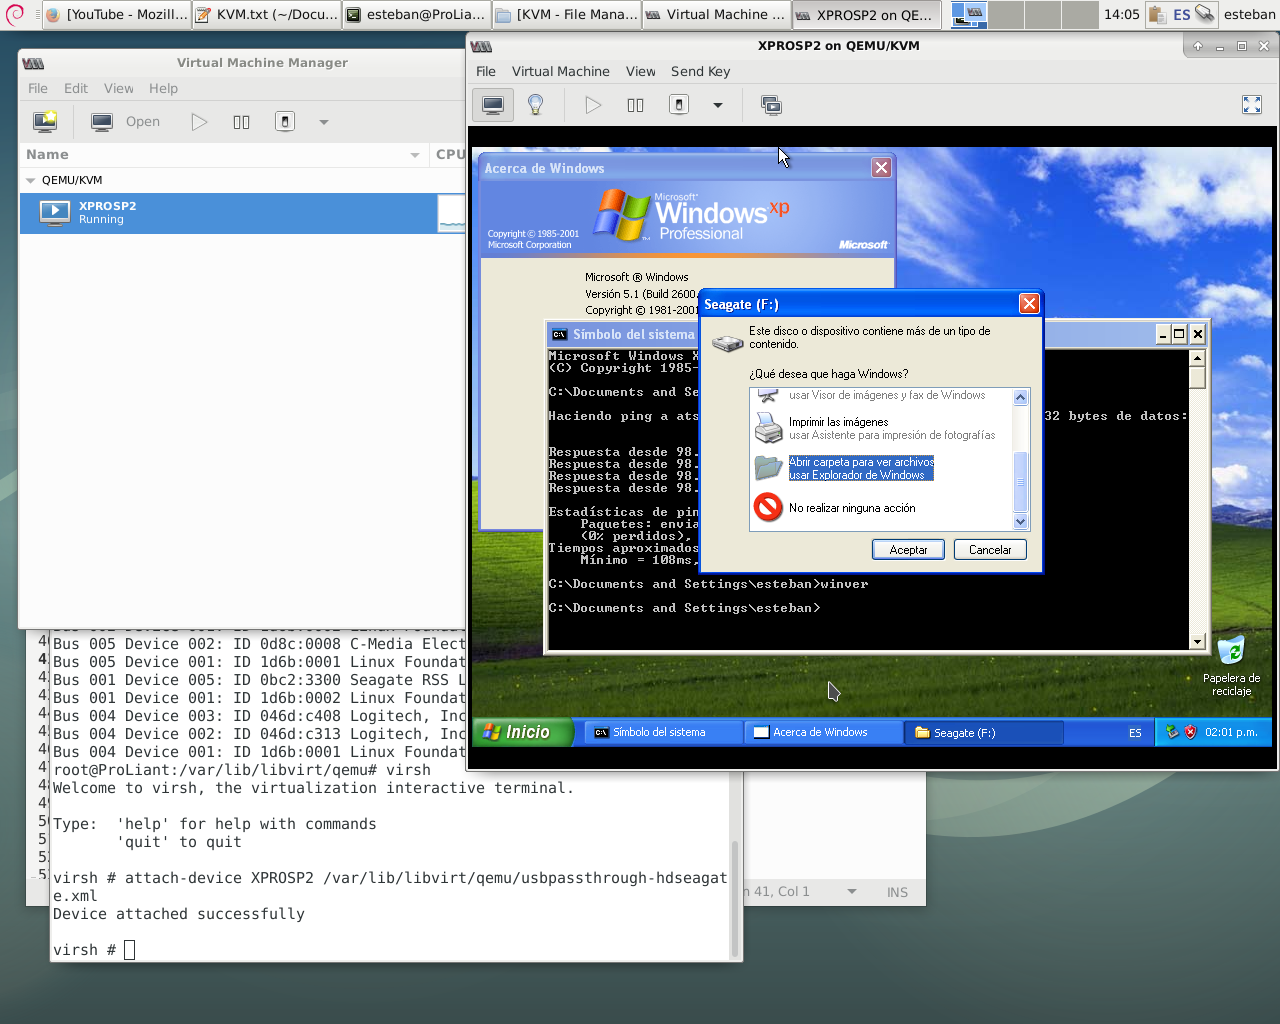 [YouTube - Mozill...
KVM.txt (~/Docu...
esteban@ProLia...
[KVM - File Mana...
Virtual Machine ...
XPROSP2 on QE...
14:05
ES
esteban
Virtual Machine Manager
File Edit View Help
Open
Name
CPU
QEMU/KVM
XPROSP2
Running
XPROSP2 on QEMU/KVM
File Virtual Machine View Send Key
Acerca de Windows
Microsoft®
Windows xp
Professional
Copyright © 1985-2001
Microsoft Corporation
Microsoft
Microsoft ® Windows
Versión 5.1 (Build 2600.
Copyright © 1981-2001
Símbolo del sistema
Microsoft Windows X
(C) Copyright 1985-
C:\Documents and Se
Haciendo ping a ats
32 bytes de datos:
Respuesta desde 98.
Respuesta desde 98.
Respuesta desde 98.
Respuesta desde 98.
Estadísticas de pin
Paquetes: envia
(0% perdidos),
Tiempos aproximados
Mínimo = 108ms,
C:\Documents and Settings\esteban>winver
C:\Documents and Settings\esteban>
Seagate (F:)
Este disco o dispositivo contiene más de un tipo de
contenido.
¿Qué desea que haga Windows?
usar Visor de imágenes y fax de Windows
Imprimir las imágenes
usar Asistente para impresión de fotografías
Abrir carpeta para ver archivos
usar Explorador de Windows
No realizar ninguna acción
Aceptar
Cancelar
Papelera de
reciclaje
Inicio
Símbolo del sistema
Acerca de Windows
Seagate (F:)
ES
02:01 p.m.
Bus 005 Device 002: ID 0d8c:0008 C-Media Elect
Bus 005 Device 001: ID 1d6b:0001 Linux Foundat
Bus 001 Device 005: ID 0bc2:3300 Seagate RSS L
Bus 001 Device 001: ID 1d6b:0002 Linux Foundat
Bus 004 Device 003: ID 046d:c408 Logitech, Inc
Bus 004 Device 002: ID 046d:c313 Logitech, Inc
Bus 004 Device 001: ID 1d6b:0001 Linux Foundat
root@ProLiant:/var/lib/libvirt/qemu# virsh
Welcome to virsh, the virtualization interactive terminal.
Type: 'help' for help with commands
'quit' to quit
virsh # attach-device XPROSP2 /var/lib/libvirt/qemu/usbpassthrough-hdseagat
e.xml
Device attached successfully
virsh #
n 41, Col 1
INS